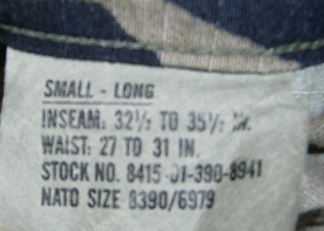 SMALL - LONG
INSEAM: 32½ TO 35½ IN.
WAIST: 27 TO 31 IN.
STOCK NO. 8415-01-390-8941
NATO SIZE 8390/6979